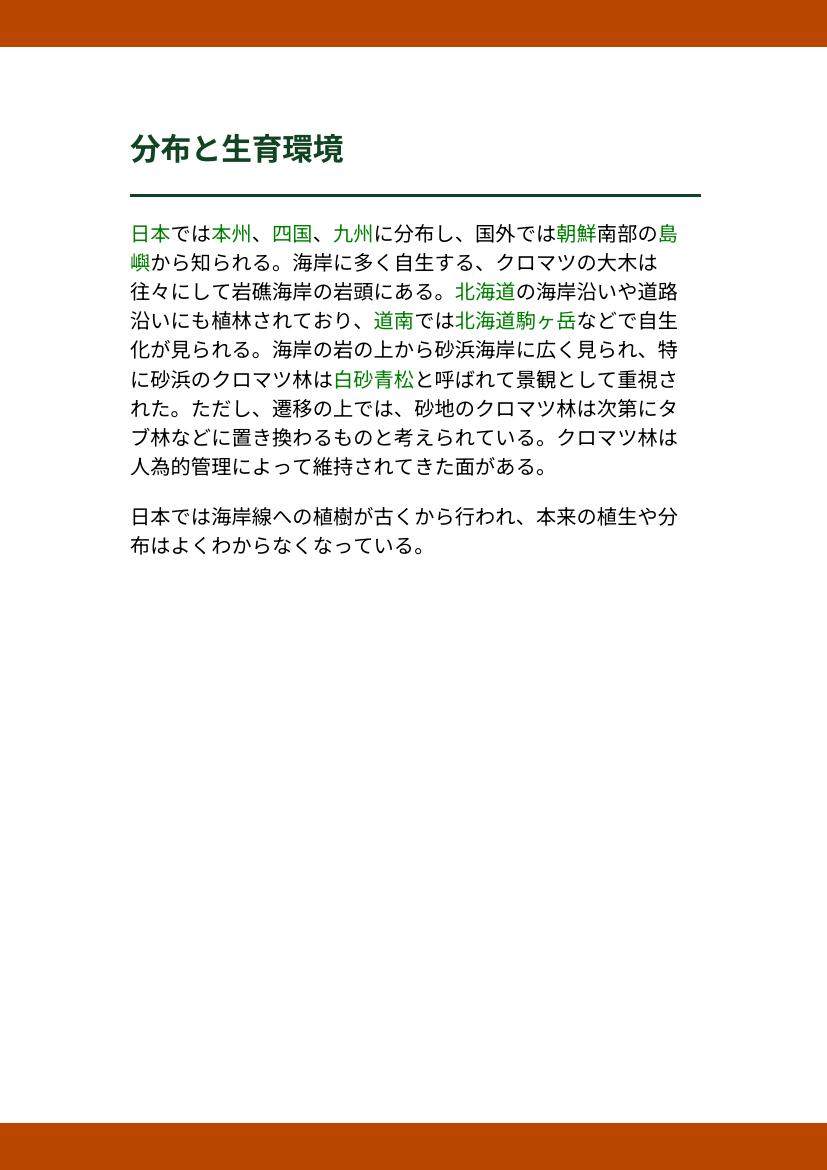 分布と生育環境
日本では本州、四国、九州に分布し、国外では朝鮮南部の島
嶼から知られる。海岸に多く自生する、クロマツの大木は
往々にして岩礁海岸の岩頭にある。北海道の海岸沿いや道路
沿いにも植林されており、道南では北海道駒ヶ岳などで自生
化が見られる。海岸の岩の上から砂浜海岸に広く見られ、特
に砂浜のクロマツ林は白砂青松と呼ばれて景観として重視さ
れた。ただし、遷移の上では、砂地のクロマツ林は次第にタ
ブ林などに置き換わるものと考えられている。クロマツ林は
人為的管理によって維持されてきた面がある。
日本では海岸線への植樹が古くから行われ、本来の植生や分
布はよくわからなくなっている。